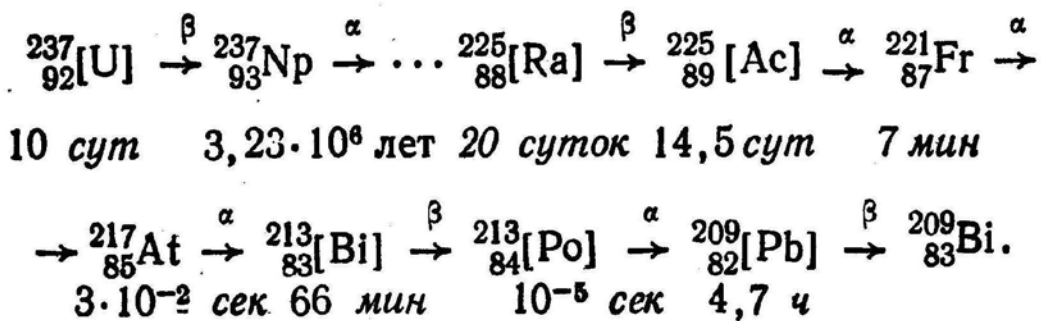 ²³⁷₉₂[U] →^β ²³⁷₉₃Np →^α ··· ²²⁵₈₈[Ra] →^β ²²⁵₈₉[Ac] →^α ²²¹₈₇Fr →^α
10 сут 3,23·10⁶ лет 20 суток 14,5 сут 7 мин
→ ²¹⁷₈₅At →^α ²¹³₈₃[Bi] →^β ²¹³₈₄[Po] →^α ²⁰⁹₈₂[Pb] →^β ²⁰⁹₈₃Bi.
3·10⁻² сек 66 мин 10⁻⁵ сек 4,7 ч